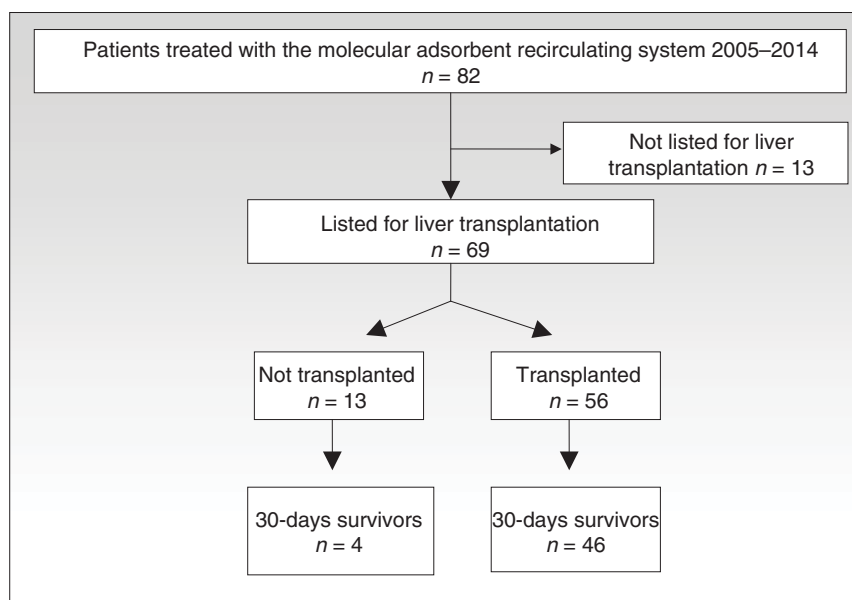 Patients treated with the molecular adsorbent recirculating system 2005–2014
n = 82
Not listed for liver
transplantation n = 13
Listed for liver transplantation
n = 69
Not transplanted
n = 13
Transplanted
n = 56
30-days survivors
n = 4
30-days survivors
n = 46